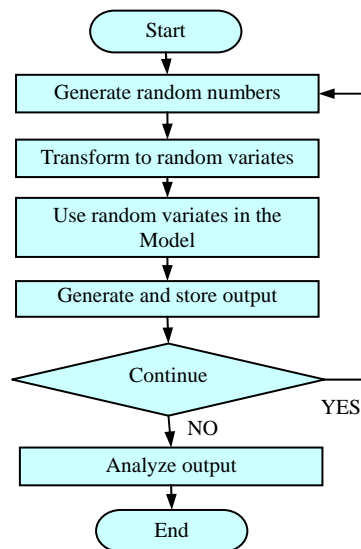 Start
Generate random numbers
Transform to random variates
Use random variates in the
Model
Generate and store output
Continue
YES
NO
Analyze output
End